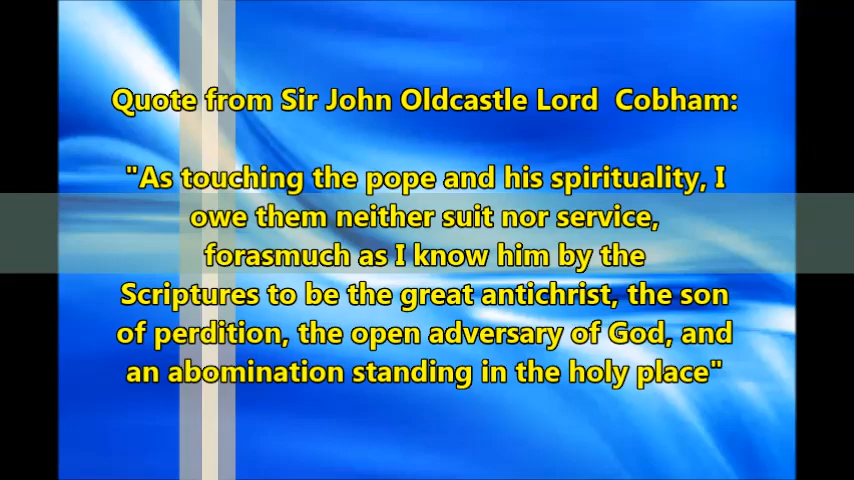 Quote from Sir John Oldcastle Lord  Cobham:
"As touching the pope and his spirituality, I
owe them neither suit nor service,
forasmuch as I know him by the
Scriptures to be the great antichrist, the son
of perdition, the open adversary of God, and
an abomination standing in the holy place"